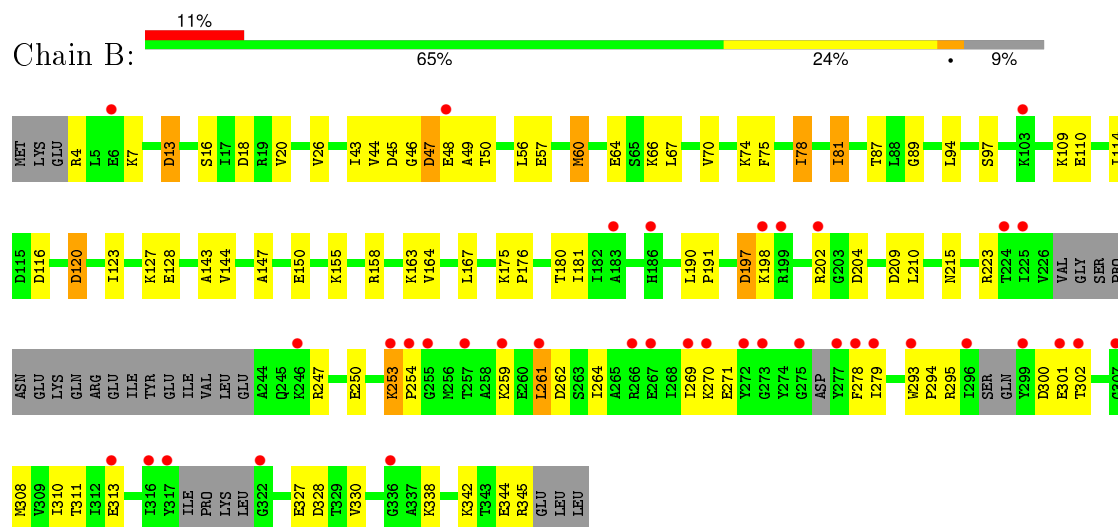 11%
Chain B:
65% 24% • 9%
MET LYS GLU R4 L5 E6 K7 D13 S16 I17 D18 R19 V20 V26 I43 V44 D45 G46 D47 E48 A49 T50 L56 E57 M60 E64 S65 K66 L67 V70 K74 F75 I78 I81 T87 L88 G89 L94 S97 K103 K109 E110 I114
D115 D116 D120 I123 K127 E128 A143 V144 A147 E150 K155 R158 K163 V164 L167 K175 P176 T180 I181 I182 A183 H186 L190 P191 D197 K198 R199 R202 G203 D204 D209 L210 N215 R223 T224 I225 V226 VAL GLY SER PRO
ASN GLU LYS GLN ARG GLU ILE TYR GLU ILE VAL LEU GLU A244 Q245 K246 R247 E250 K253 P254 G255 M256 T257 A258 K259 E260 L261 D262 S263 I264 A265 R266 E267 I268 I269 K270 E271 Y272 G273 Y274 G275 ASP Y277 F278 I279 W293 P294 R295 I296 SER GLN Y299 D300 E301 T302 G307
M308 V309 I310 T311 I312 E313 I316 Y317 ILE PRO LYS LEU G322 E327 D328 T329 V330 G336 A337 K338 K342 T343 E344 R345 GLU LEU LEU